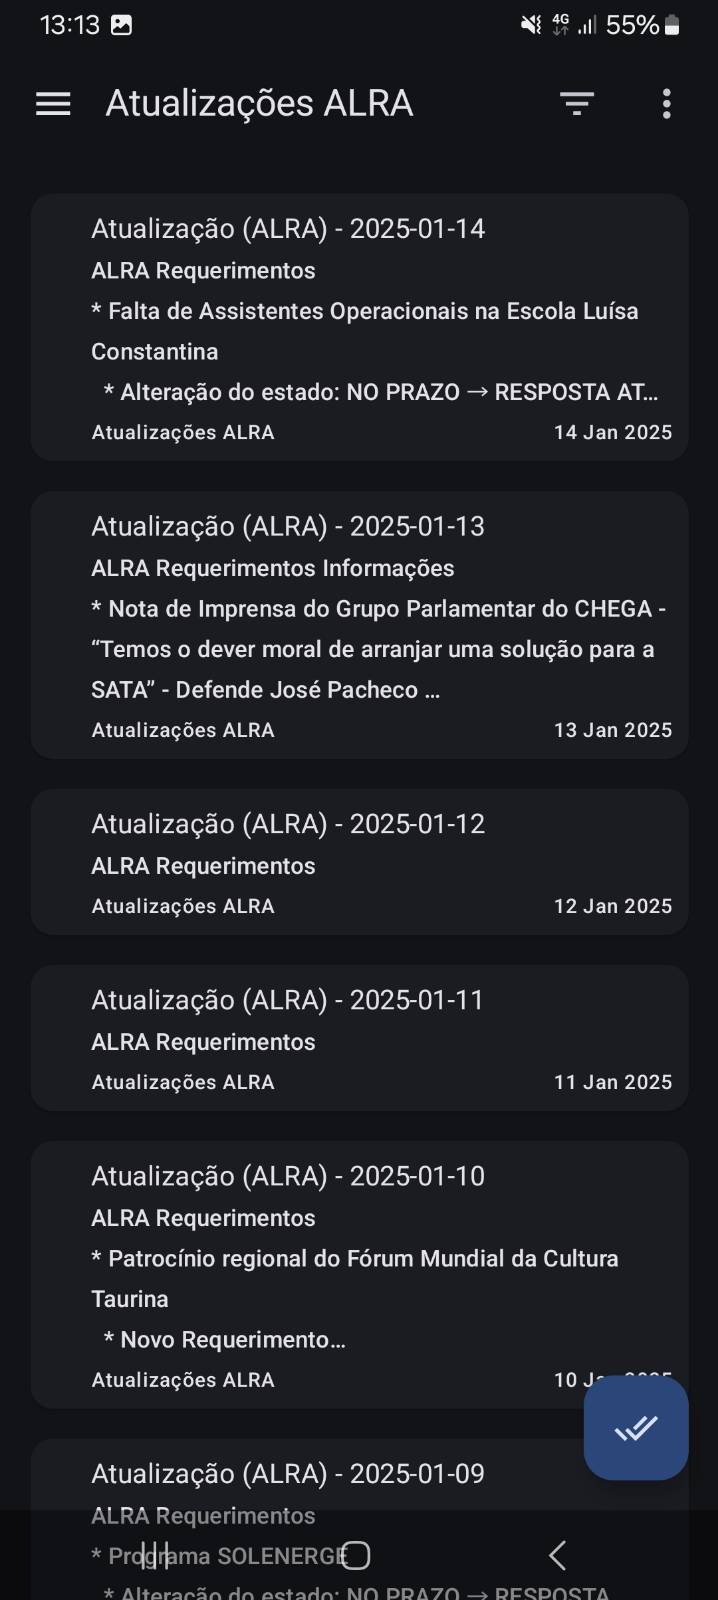 13:13 4G 55%
Atualizações ALRA
Atualização (ALRA) - 2025-01-14
ALRA Requerimentos
* Falta de Assistentes Operacionais na Escola Luísa
Constantina
* Alteração do estado: NO PRAZO → RESPOSTA AT...
Atualizações ALRA 14 Jan 2025
Atualização (ALRA) - 2025-01-13
ALRA Requerimentos Informações
* Nota de Imprensa do Grupo Parlamentar do CHEGA -
“Temos o dever moral de arranjar uma solução para a
SATA” - Defende José Pacheco ...
Atualizações ALRA 13 Jan 2025
Atualização (ALRA) - 2025-01-12
ALRA Requerimentos
Atualizações ALRA 12 Jan 2025
Atualização (ALRA) - 2025-01-11
ALRA Requerimentos
Atualizações ALRA 11 Jan 2025
Atualização (ALRA) - 2025-01-10
ALRA Requerimentos
* Patrocínio regional do Fórum Mundial da Cultura
Taurina
* Novo Requerimento...
Atualizações ALRA 10 Jan 2025
Atualização (ALRA) - 2025-01-09
ALRA Requerimentos
* Programa SOLENERGE
* Alteração do estado: NO PRAZO → RESPOSTA